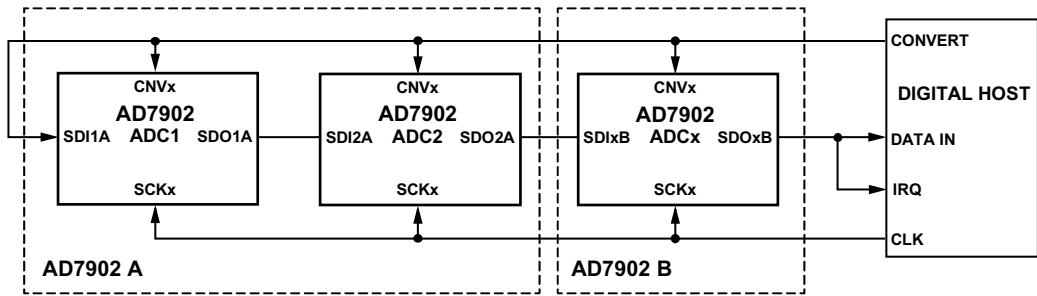 CONVERT
CNVx
CNVx
CNVx
AD7902
AD7902
AD7902
DIGITAL HOST
SDI1A ADC1 SDO1A
SDI2A ADC2 SDO2A
SDIxB ADCx SDOxB
DATA IN
SCKx
SCKx
SCKx
IRQ
CLK
AD7902 A
AD7902 B